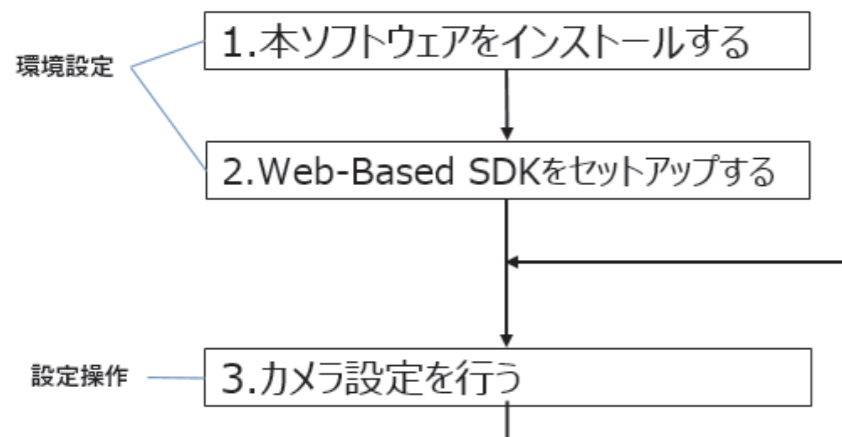 1.本ソフトウェアをインストールする
環境設定
2.Web-Based SDKをセットアップする
設定操作
3.カメラ設定を行う